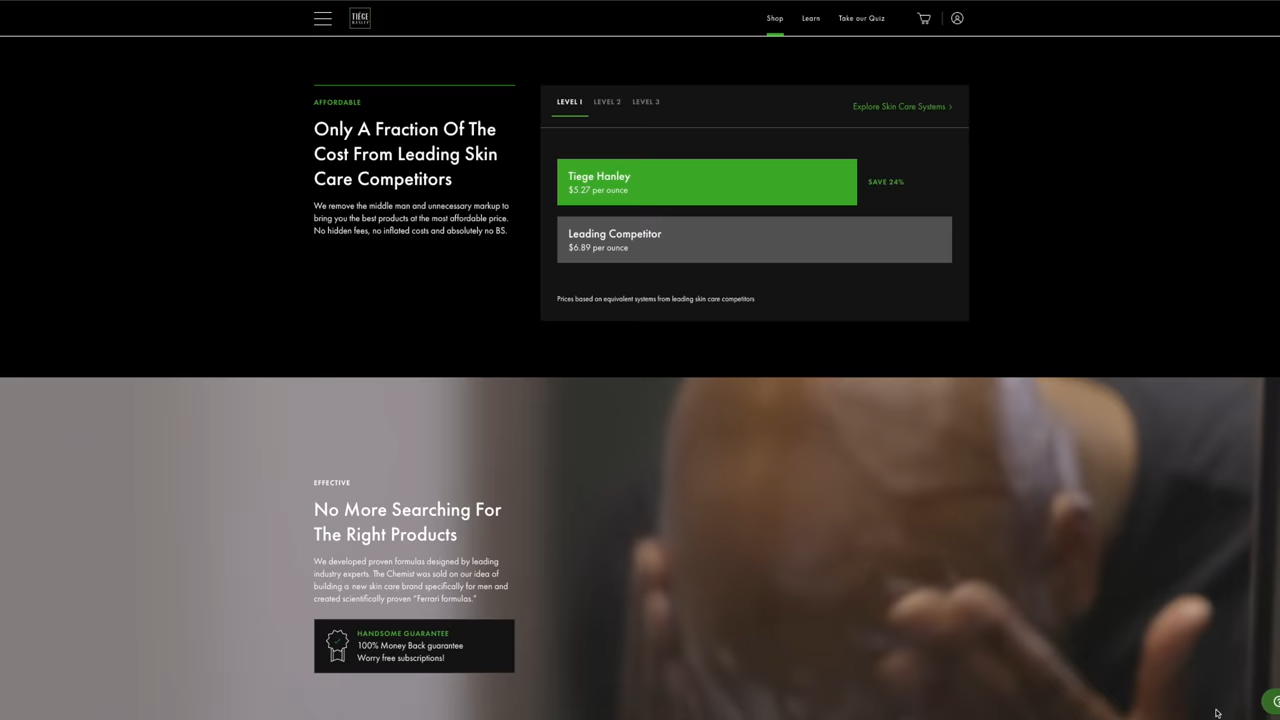 TIEGE
HANLEY
Shop
Learn
Take our Quiz
AFFORDABLE
Only A Fraction Of The
Cost From Leading Skin
Care Competitors
We remove the middle man and unnecessary markup to
bring you the best products at the most affordable price.
No hidden fees, no inflated costs and absolutely no BS.
LEVEL 1
LEVEL 2
LEVEL 3
Explore Skin Care Systems >
Tiege Hanley
$5.27 per ounce
SAVE 24%
Leading Competitor
$6.89 per ounce
Prices based on equivalent systems from leading skin care competitors
EFFECTIVE
No More Searching For
The Right Products
We developed proven formulas designed by leading
industry experts. The Chemist was sold on our idea of
building a new skin care brand specifically for men and
created scientifically proven “Ferrari formulas.”
HANDSOME GUARANTEE
100% Money Back guarantee
Worry free subscriptions!